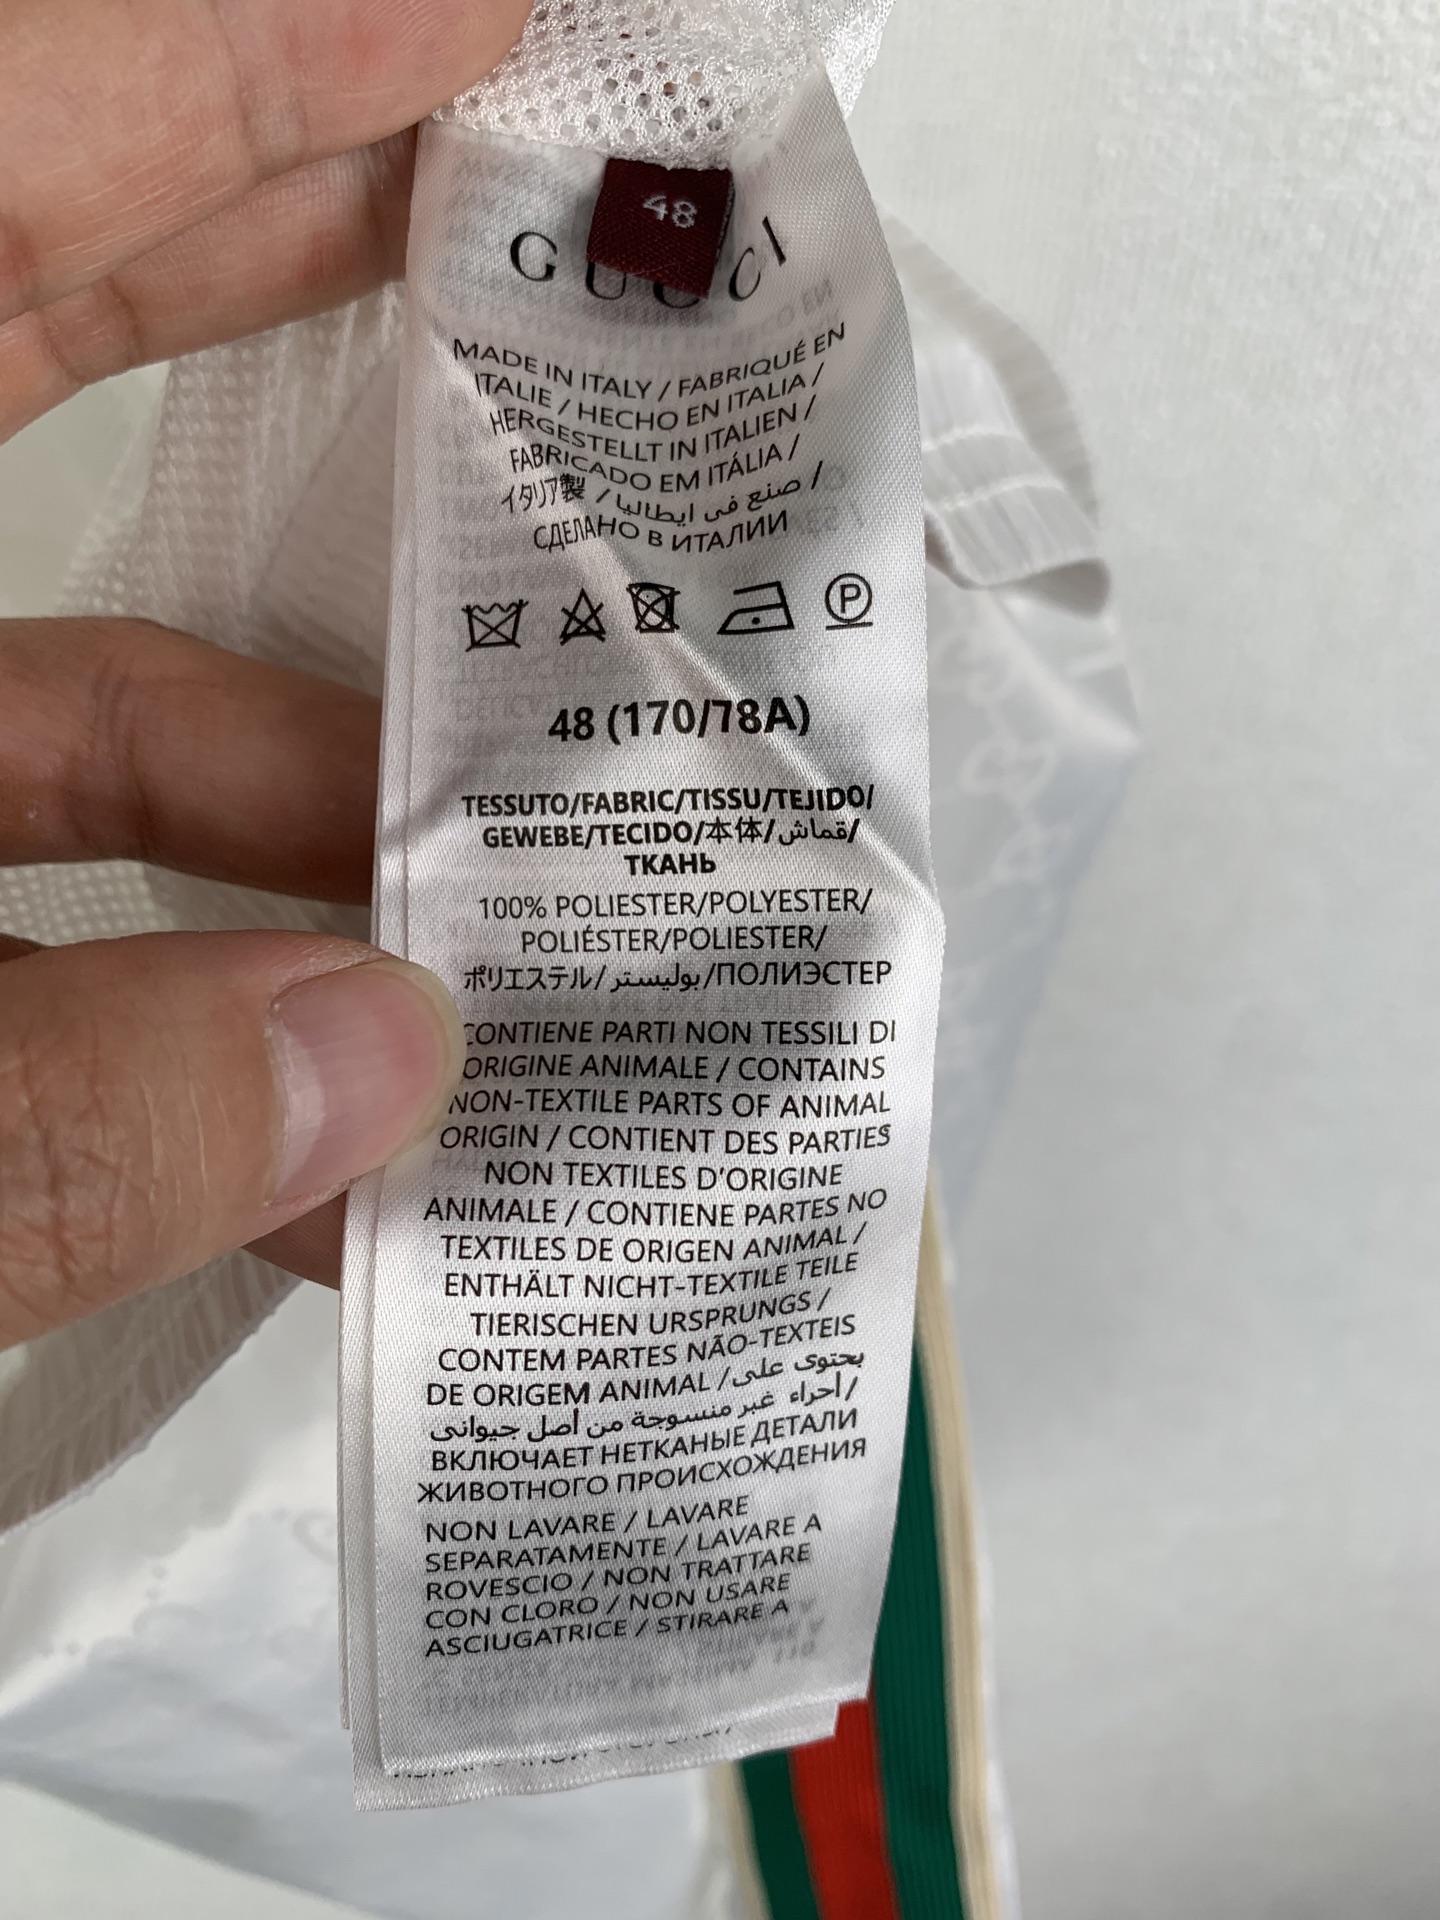 48
GUCCI
MADE IN ITALY / FABRIQUÉ EN
ITALIE / HECHO EN ITALIA /
HERGESTELLT IN ITALIEN /
FABRICADO EM ITÁLIA /
イタリア製 / صنع في ايطاليا /
СДЕЛАНО В ИТАЛИИ
P
48 (170/78A)
TESSUTO/FABRIC/TISSU/TEJIDO/
GEWEBE/TECIDO/本体/قماش/
ТКАНЬ
100% POLIESTER/POLYESTER/
POLIÉSTER/POLIESTER/
ポリエステル/بوليستر/ПОЛИЭСТЕР
CONTIENE PARTI NON TESSILI DI
ORIGINE ANIMALE / CONTAINS
NON-TEXTILE PARTS OF ANIMAL
ORIGIN / CONTIENT DES PARTIES
NON TEXTILES D'ORIGINE
ANIMALE / CONTIENE PARTES NO
TEXTILES DE ORIGEN ANIMAL /
ENTHÄLT NICHT-TEXTILE TEILE
TIERISCHEN URSPRUNGS /
CONTEM PARTES NÃO-TEXTEIS
DE ORIGEM ANIMAL / يحتوى على
أجزاء غير منسوجة من أصل حيوانى /
ВКЛЮЧАЕТ НЕТКАНЫЕ ДЕТАЛИ
ЖИВОТНОГО ПРОИСХОЖДЕНИЯ
NON LAVARE / LAVARE
SEPARATAMENTE / LAVARE A
ROVESCIO / NON TRATTARE
CON CLORO / NON USARE
ASCIUGATRICE / STIRARE A